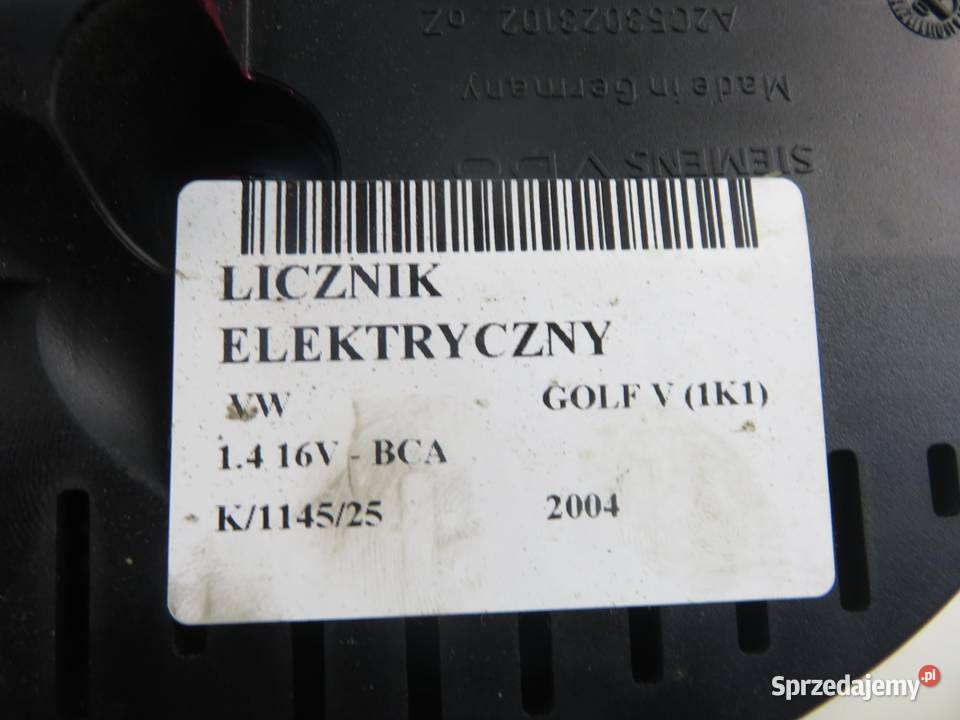 A2C53023102 oZ
Made in Germany
SIEMENS VDO
LICZNIK
ELEKTRYCZNY
VW GOLF V (1K1)
1.4 16V - BCA
K/1145/25 2004
Sprzedajemy.pl